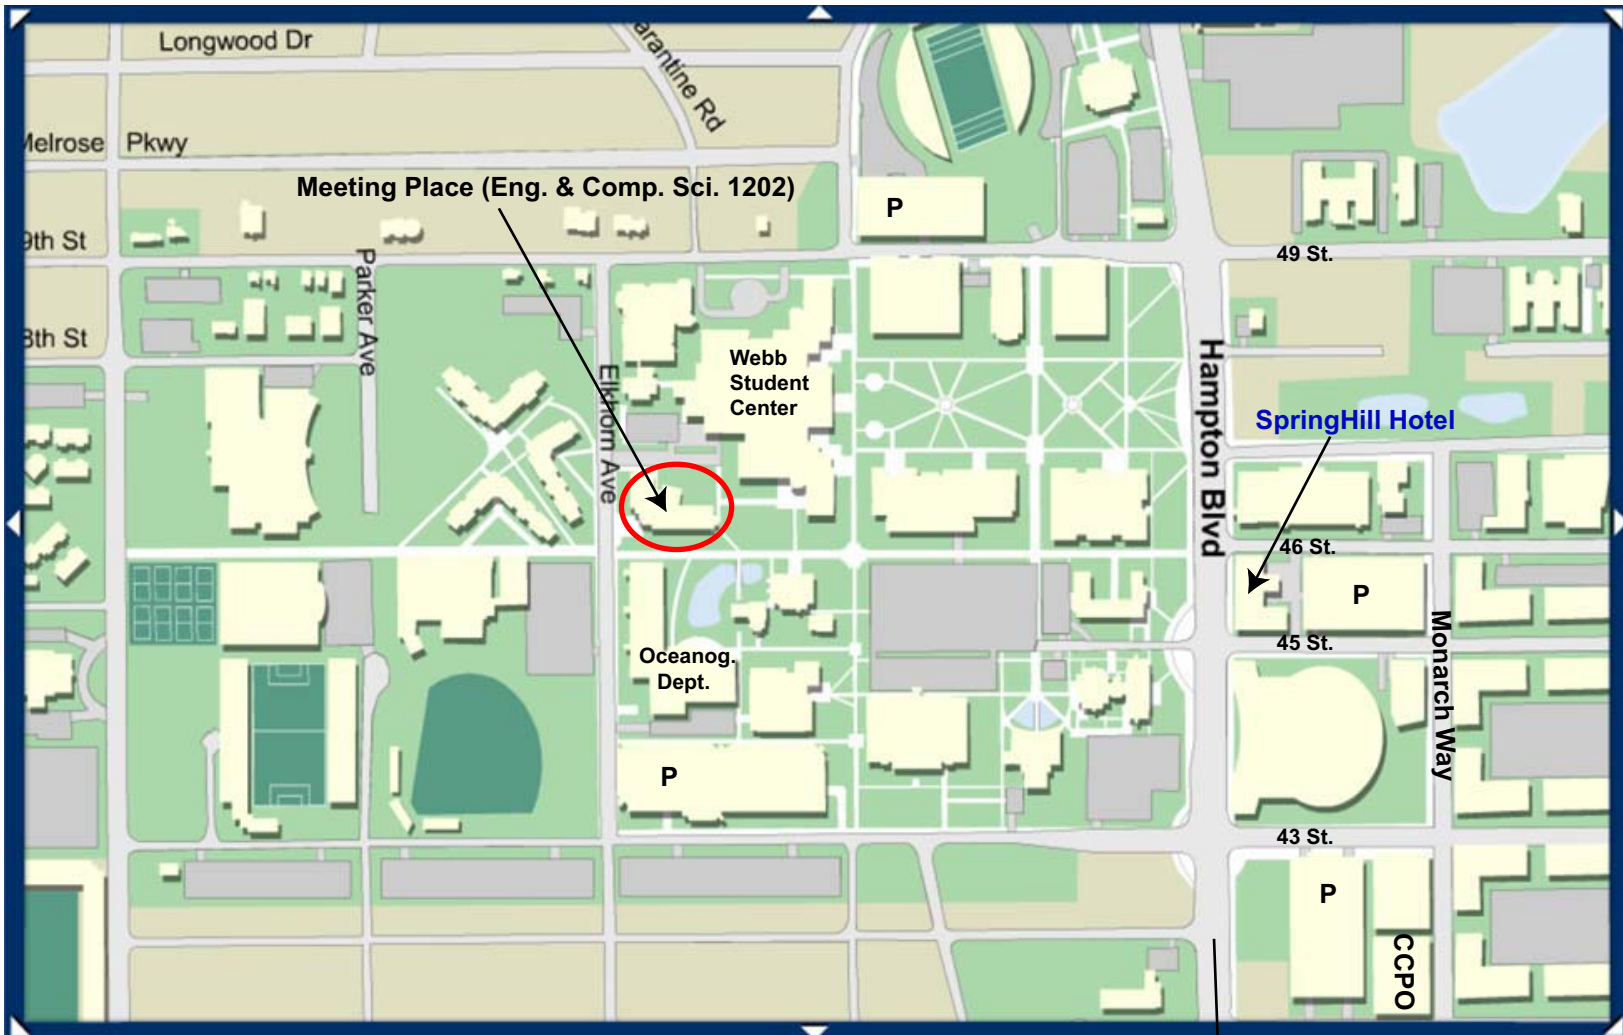 Longwood Dr
arantine Rd
Melrose Pkwy
Meeting Place (Eng. & Comp. Sci. 1202)
P
9th St
49 St.
Parker Ave
8th St
Elkhorn Ave
Webb
Student
Center
Hampton Blvd
SpringHill Hotel
46 St.
P
45 St.
Monarch Way
Oceanog.
Dept.
P
43 St.
P
CCPO